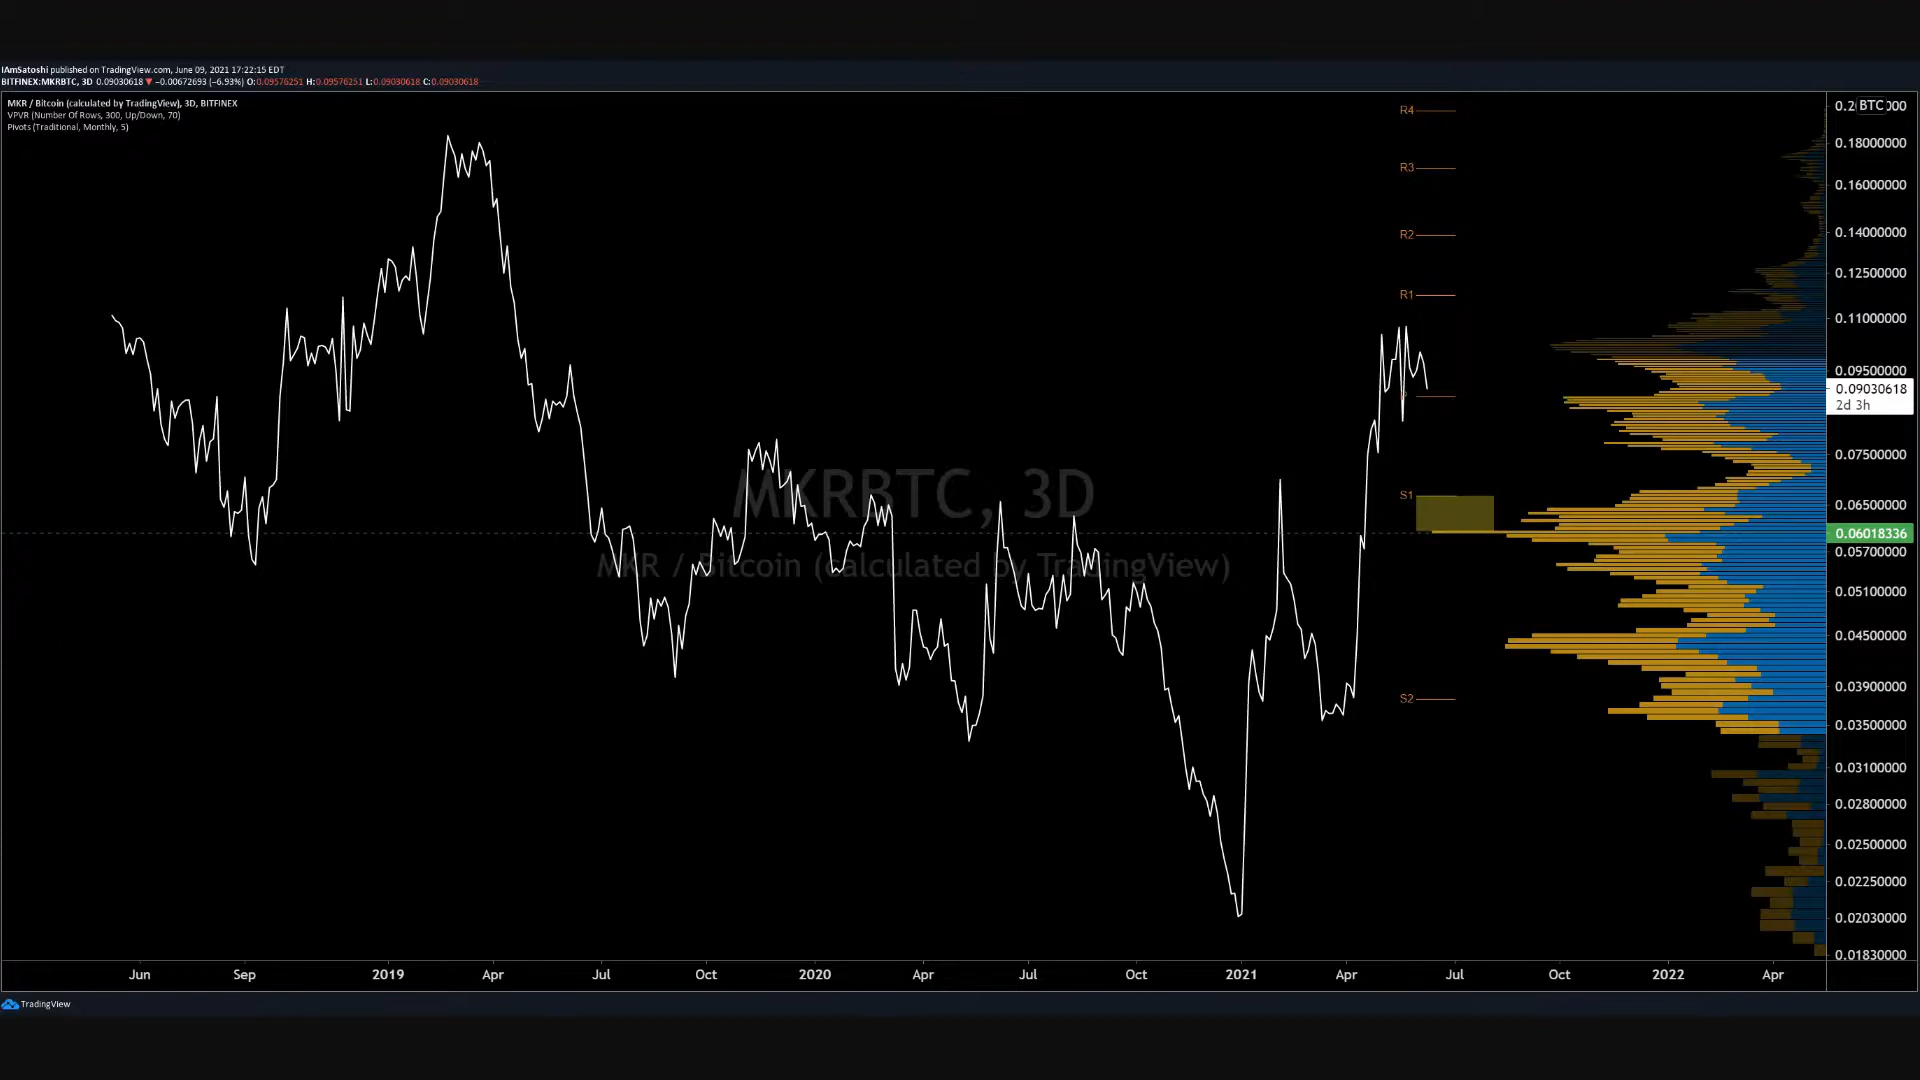 IAmSatoshi published on TradingView.com, June 09, 2021 17:22:15 EDT
BITFINEX:MKRBTC, 3D 0.09030618 ▼ −0.00672693 (−6.93%) O:0.09576251 H:0.09576251 L:0.09030618 C:0.09030618
MKR / Bitcoin (calculated by TradingView), 3D, BITFINEX
VPVR (Number Of Rows, 300, Up/Down, 70)
Pivots (Traditional, Monthly, 5)
BTC
R4
0.18000000
R3
0.16000000
R2
0.14000000
0.12500000
R1
0.11000000
0.09500000
0.09030618
2d 3h
P
0.07500000
MKRBTC, 3D
S1
0.06500000
0.06018336
0.05700000
MKR / Bitcoin (calculated by TradingView)
0.05100000
0.04500000
0.03900000
S2
0.03500000
0.03100000
0.02800000
0.02500000
0.02250000
0.02030000
0.01830000
Jun Sep 2019 Apr Jul Oct 2020 Apr Jul Oct 2021 Apr Jul Oct 2022 Apr
TradingView